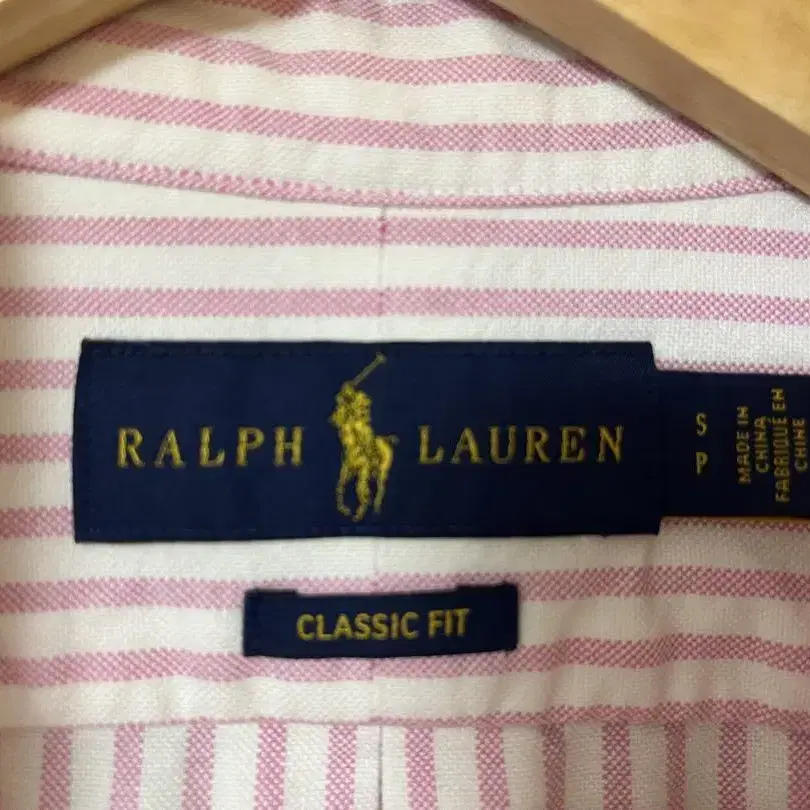 RALPH LAUREN
S
P
MADE IN
CHINA
FABRIQUÉ EN
CHINE
CLASSIC FIT